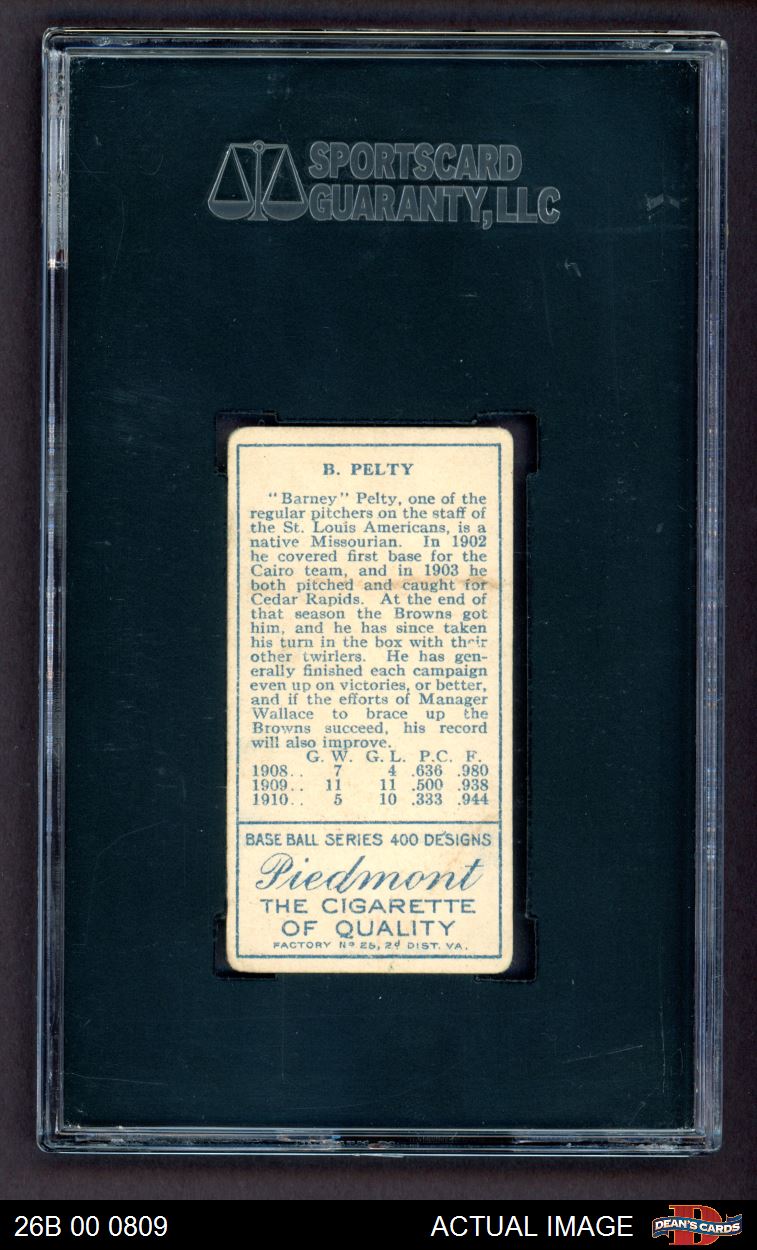 SPORTSCARD
GUARANTY, LLC
B. PELTY
"Barney" Pelty, one of the
regular pitchers on the staff of
the St. Louis Americans, is a
native Missourian. In 1902
he covered first base for the
Cairo team, and in 1903 he
both pitched and caught for
Cedar Rapids. At the end of
that season the Browns got
him, and he has since taken
his turn in the box with their
other twirlers. He has gen-
erally finished each campaign
even up on victories, or better,
and if the efforts of Manager
Wallace to brace up the
Browns succeed, his record
will also improve.
G. W. G. L. P.C. F.
1908.. 7 4 .636 .980
1909.. 11 11 .500 .938
1910.. 5 10 .333 .944
BASE BALL SERIES 400 DESIGNS
Piedmont
THE CIGARETTE
OF QUALITY
FACTORY Nº 25, 2d DIST. VA.
26B 00 0809
ACTUAL IMAGE
DEAN'S CARDS